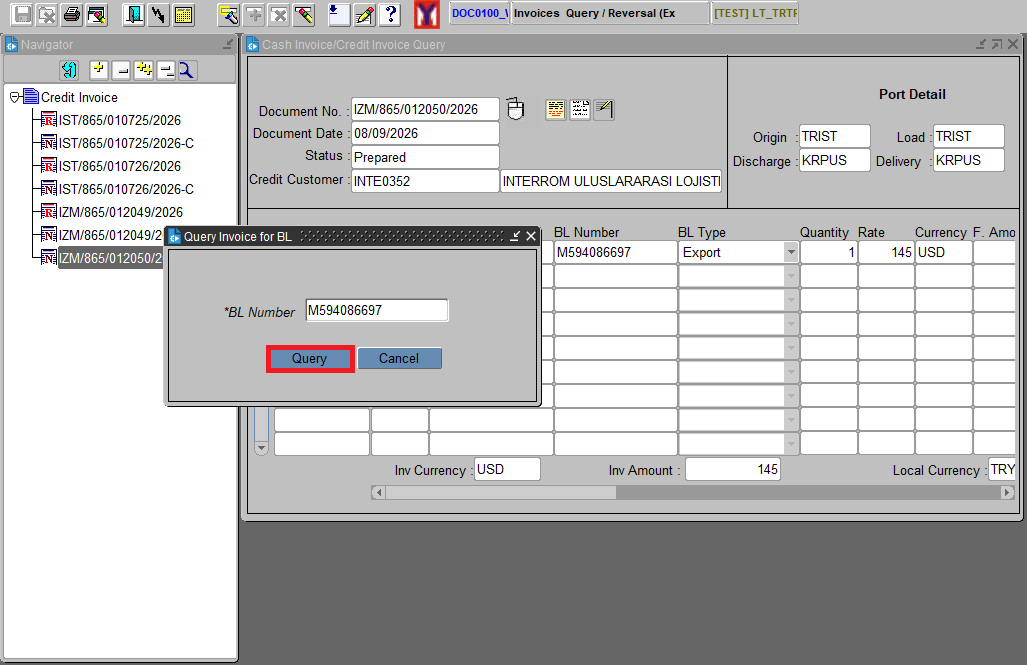 DOC0100_\ Invoices Query / Reversal (Ex [TEST] LT_TRTF
Navigator
Cash Invoice/Credit Invoice Query
Credit Invoice
IST/865/010725/2026
IST/865/010725/2026-C
IST/865/010726/2026
IST/865/010726/2026-C
IZM/865/012049/2026
IZM/865/012049/2
IZM/865/012050/2
Document No. : IZM/865/012050/2026
Document Date : 08/09/2026
Status : Prepared
Credit Customer : INTE0352 INTERROM ULUSLARARASI LOJISTI
Port Detail
Origin : TRIST Load : TRIST
Discharge : KRPUS Delivery : KRPUS
BL Number BL Type Quantity Rate Currency F. Amo
M594086697 Export 1 145 USD
Query Invoice for BL
*BL Number M594086697
Query Cancel
Inv Currency : USD Inv Amount : 145 Local Currency : TRY